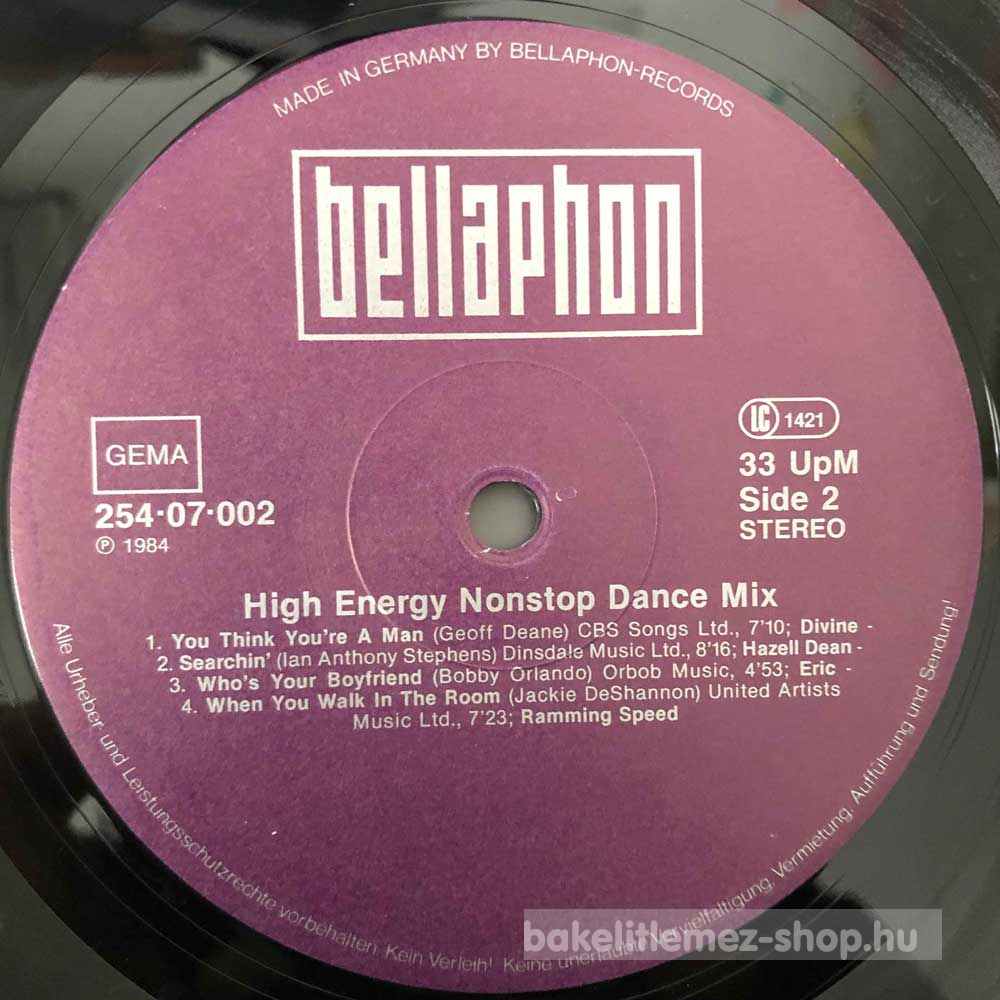 MADE IN GERMANY BY BELLAPHON-RECORDS
bellaphon
GEMA
254·07·002
℗ 1984
LC 1421
33 UpM
Side 2
STEREO
High Energy Nonstop Dance Mix
1. You Think You're A Man (Geoff Deane) CBS Songs Ltd., 7'10; Divine -
2. Searchin' (Ian Anthony Stephens) Dinsdale Music Ltd., 8'16; Hazell Dean -
3. Who's Your Boyfriend (Bobby Orlando) Orbob Music, 4'53; Eric -
4. When You Walk In The Room (Jackie DeShannon) United Artists
Music Ltd., 7'23; Ramming Speed
Alle Urheber und Leistungsschutzrechte vorbehalten. Kein Verleih! Keine unerlaubte Vervielfältigung, Vermietung, Aufführung und Sendung!
bakelitlemez-shop.hu